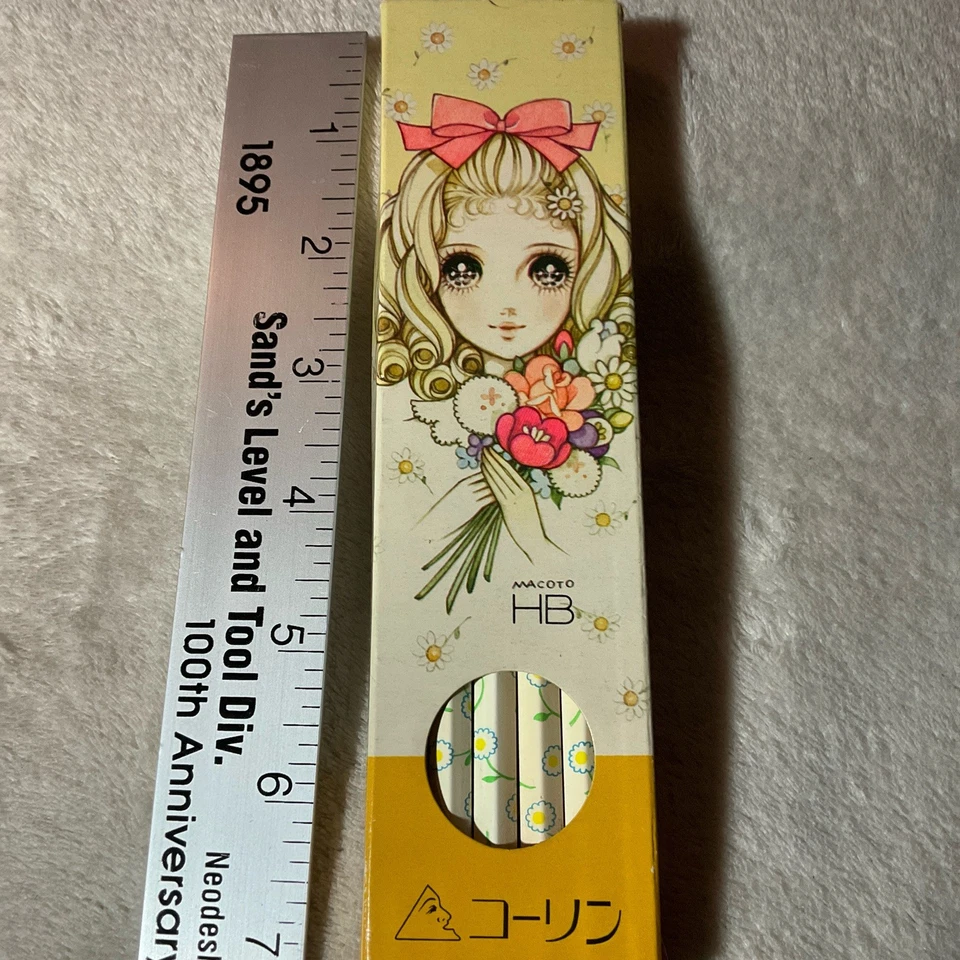 1895
Sand's Level and Tool Div.
100th Anniversary
1
2
3
4
5
6
7
MACOTO
HB
コーリン